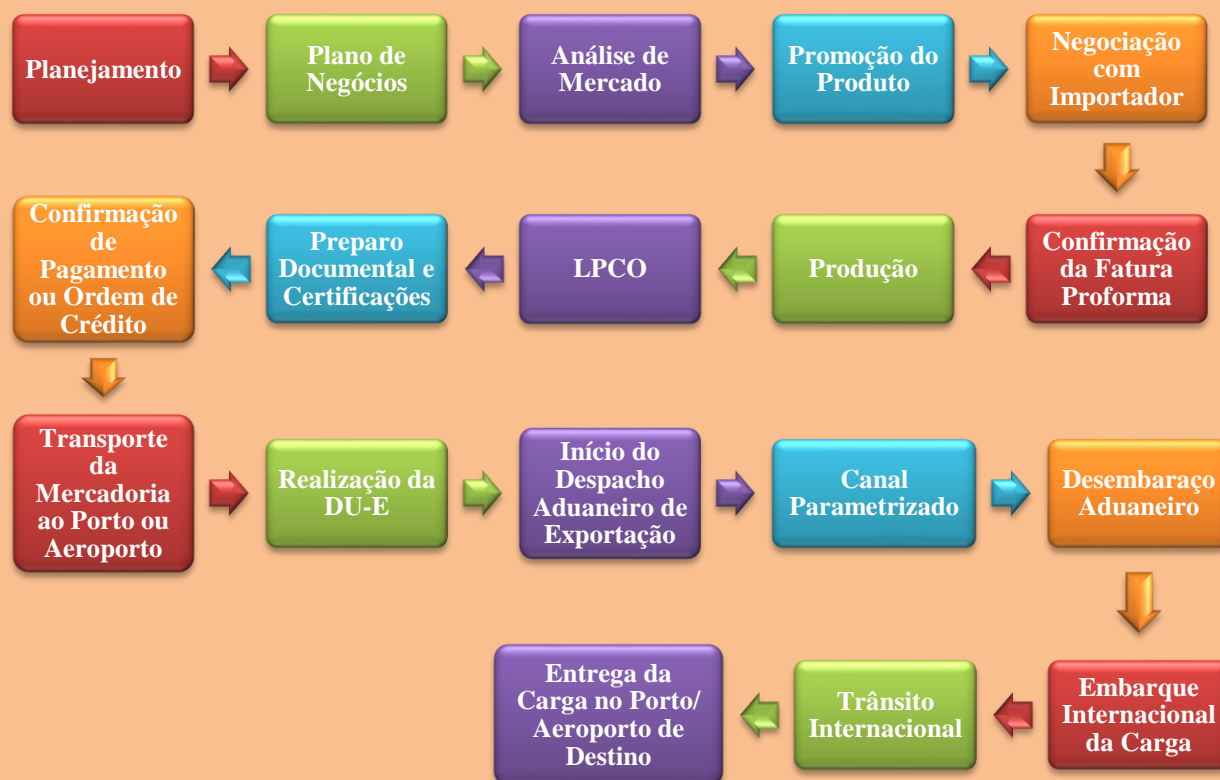 Planejamento
Plano de
Negócios
Análise de
Mercado
Promoção do
Produto
Negociação
com
Importador
Confirmação
da Fatura
Proforma
Produção
LPCO
Preparo
Documental e
Certificações
Confirmação
de
Pagamento
ou Ordem de
Crédito
Transporte
da
Mercadoria
ao Porto ou
Aeroporto
Realização da
DU-E
Início do
Despacho
Aduaneiro de
Exportação
Canal
Parametrizado
Desembaraço
Aduaneiro
Embarque
Internacional
da Carga
Trânsito
Internacional
Entrega da
Carga no Porto/
Aeroporto de
Destino